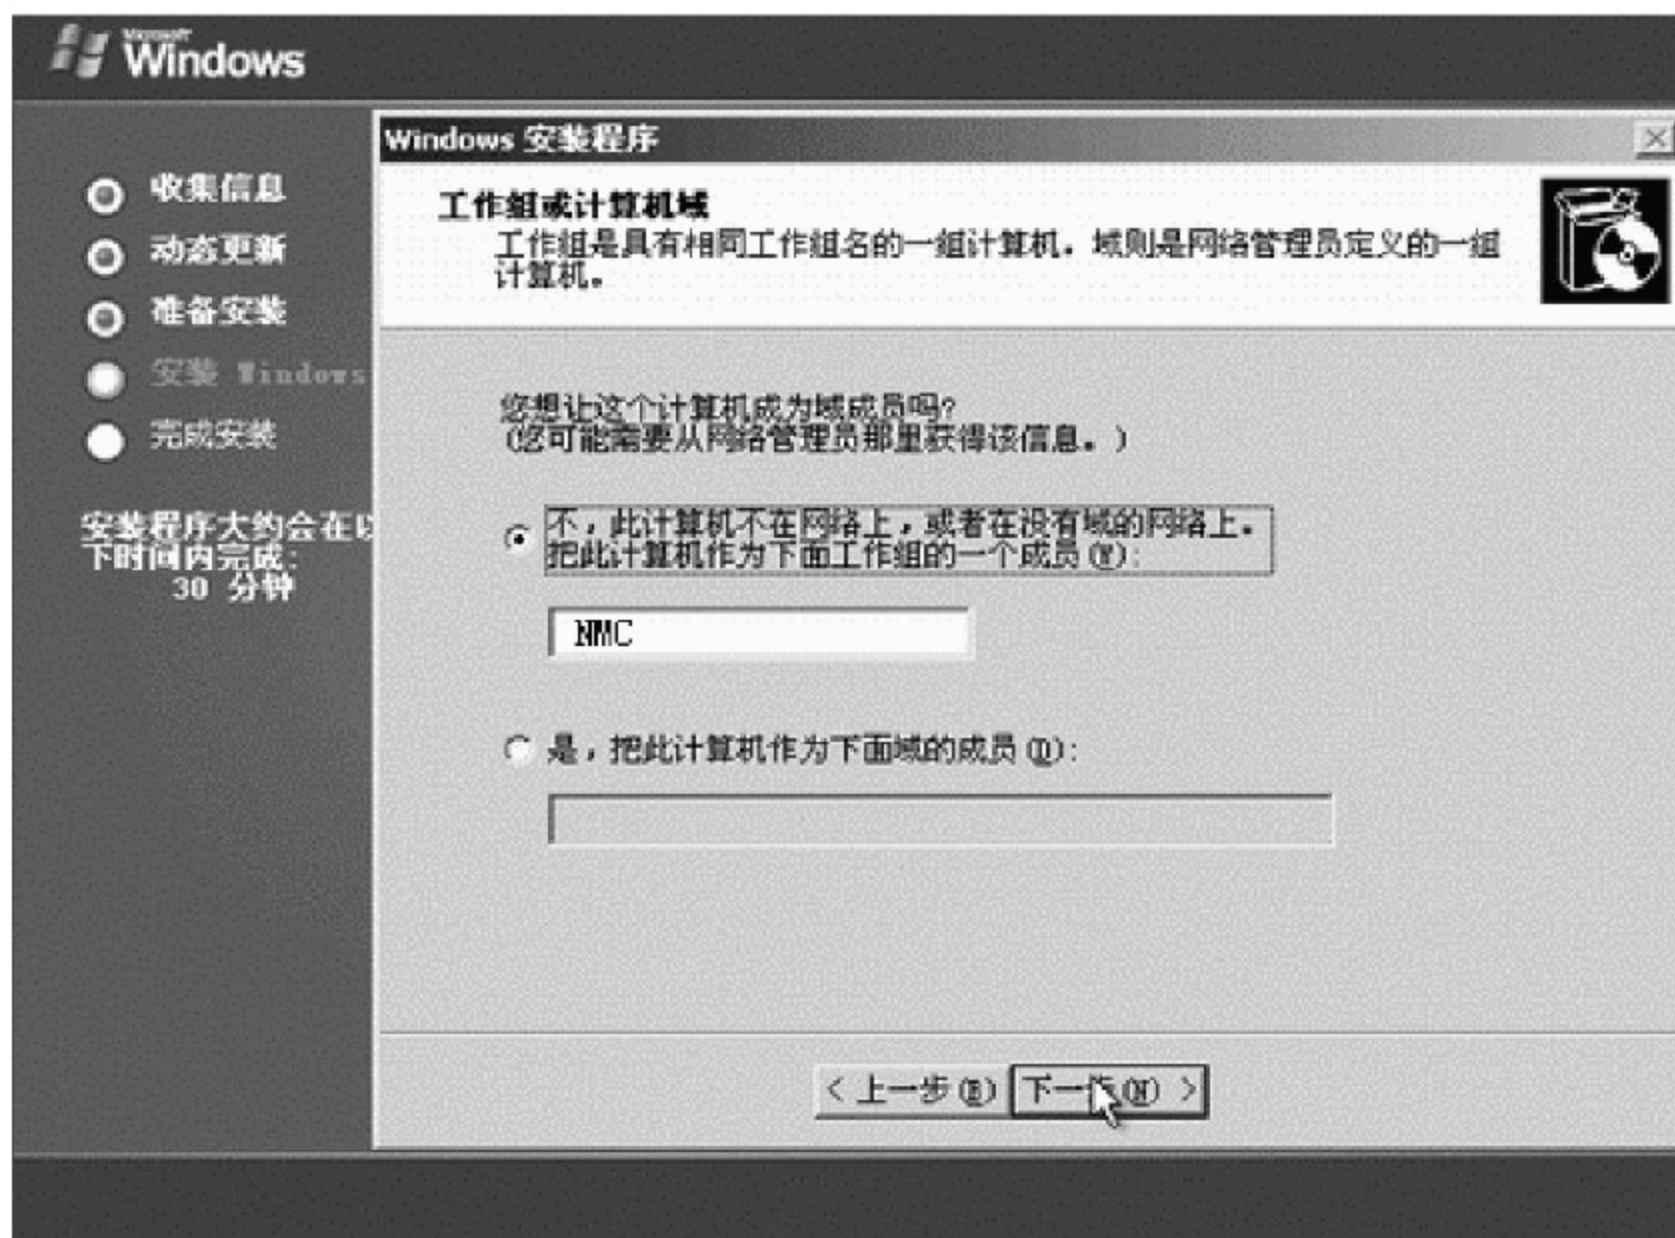 Microsoft
Windows
收集信息
动态更新
准备安装
安装 Windows
完成安装
安装程序大约会在以
下时间内完成:
30 分钟
Windows 安装程序
工作组或计算机域
工作组是具有相同工作组名的一组计算机。域则是网络管理员定义的一组
计算机。
您想让这个计算机成为域成员吗?
(您可能需要从网络管理员那里获得该信息。)
不，此计算机不在网络上，或者在没有域的网络上。
把此计算机作为下面工作组的一个成员(W):
NMC
是，把此计算机作为下面域的成员(D):
< 上一步(B)
下一步(N) >